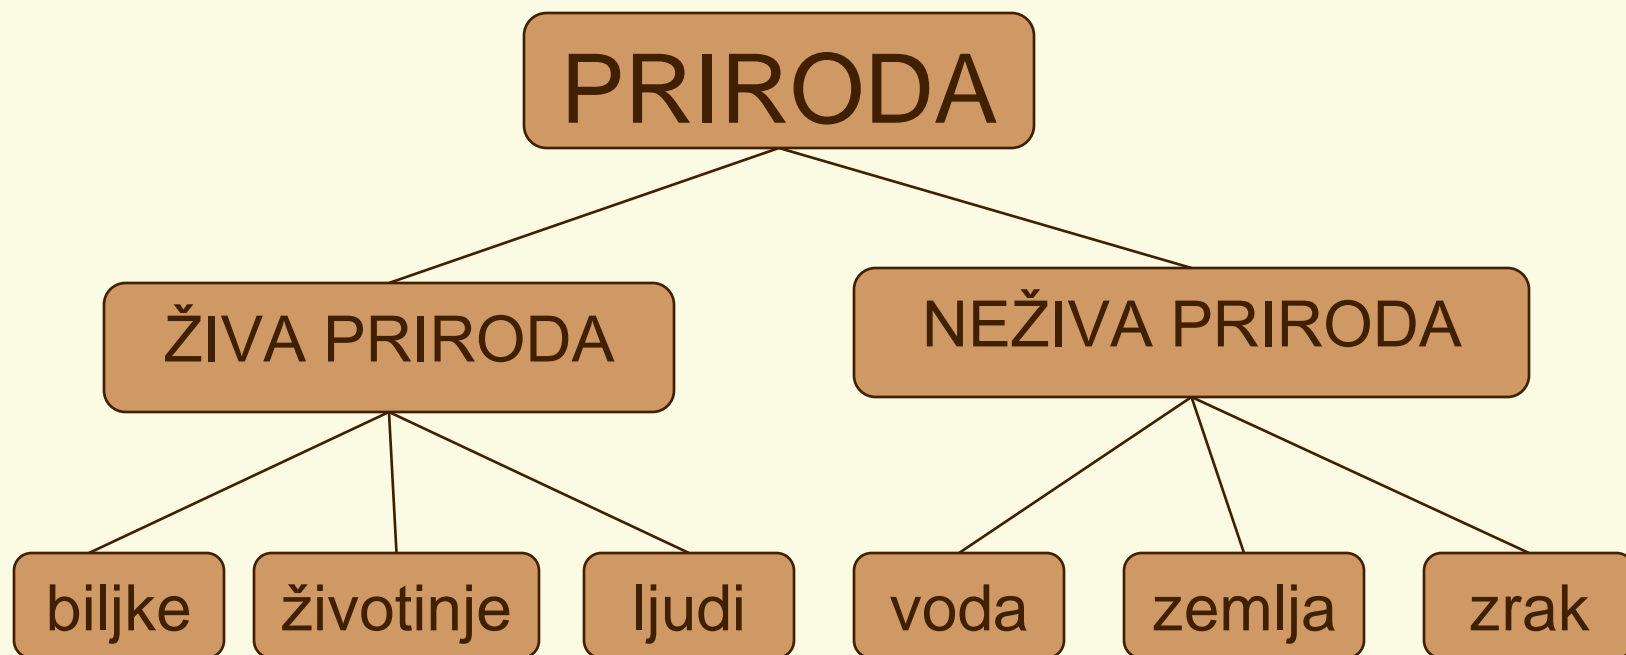 PRIRODA
ŽIVA PRIRODA
NEŽIVA PRIRODA
biljke
životinje
ljudi
voda
zemlja
zrak